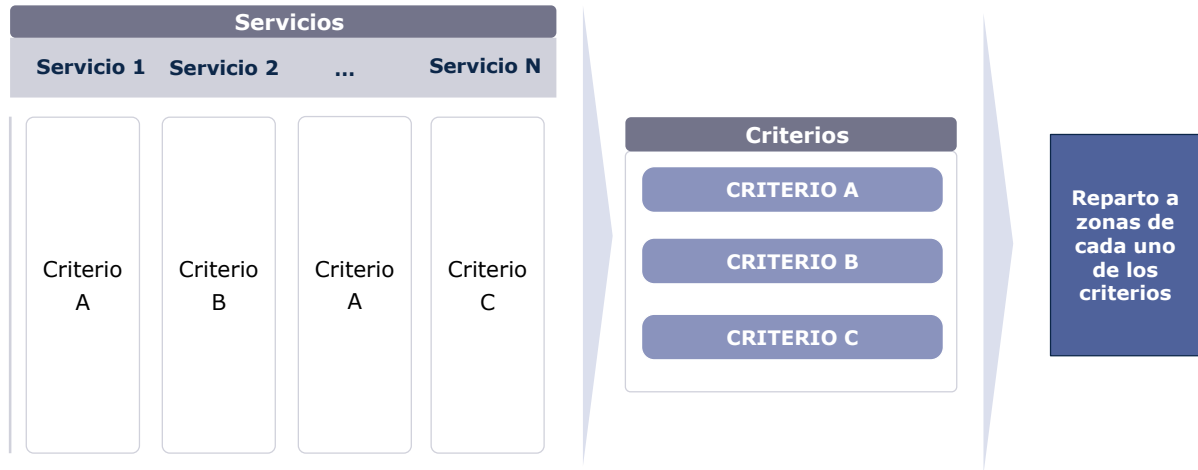 Servicios
Servicio 1 Servicio 2 ... Servicio N
Criterio
A
Criterio
B
Criterio
A
Criterio
C
Criterios
CRITERIO A
CRITERIO B
CRITERIO C
Reparto a
zonas de
cada uno
de los
criterios